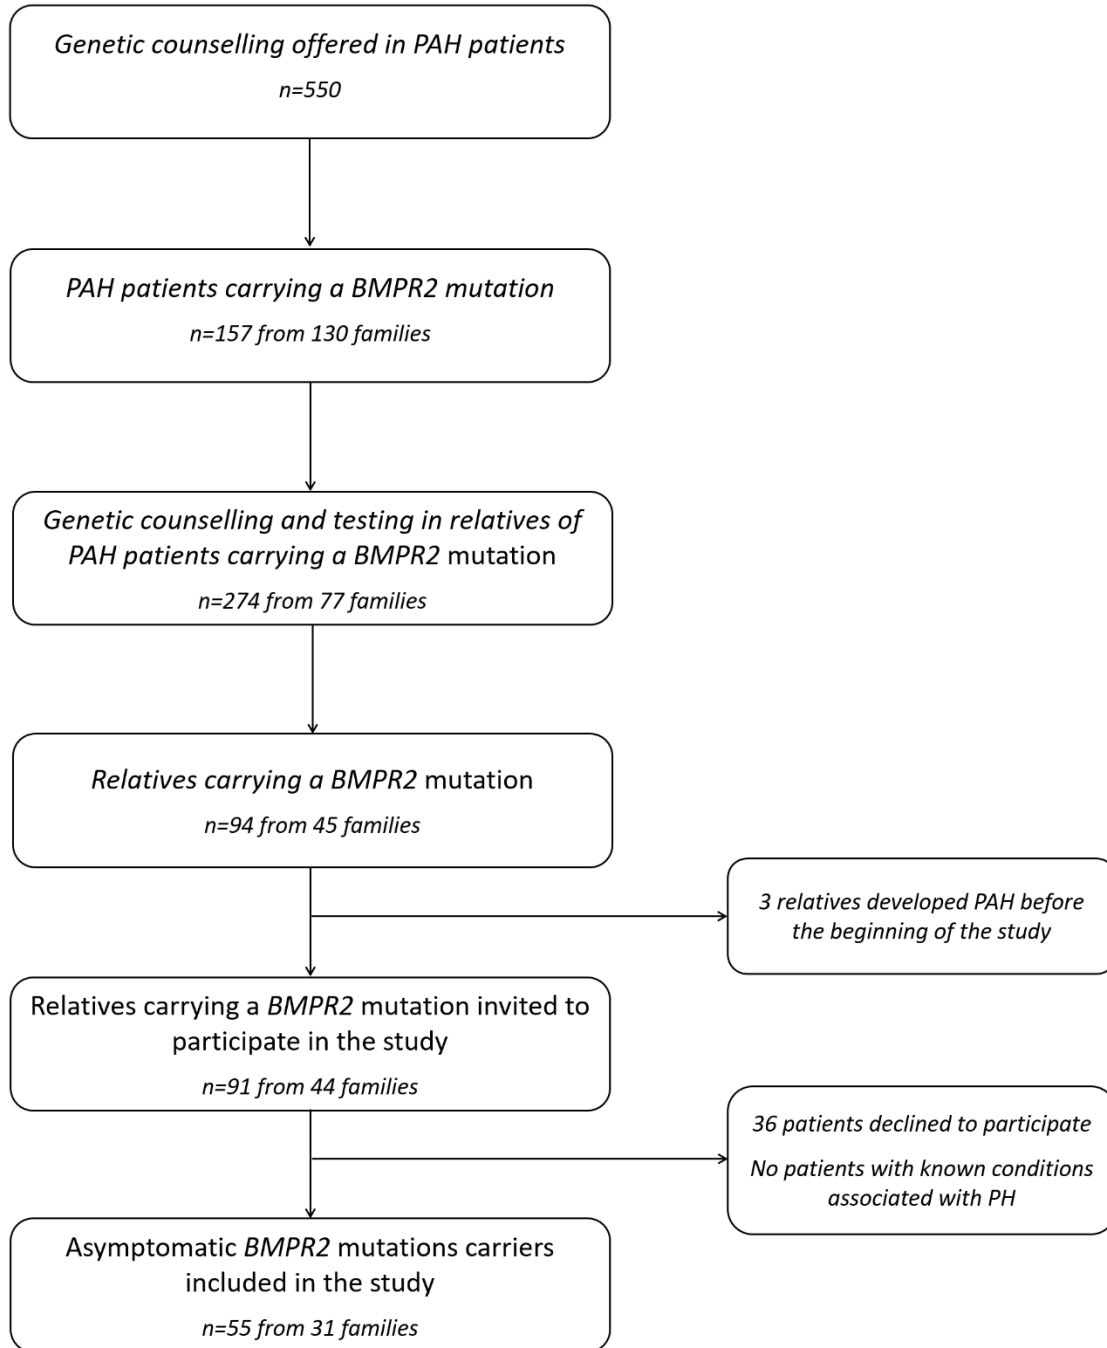 Genetic counselling offered in PAH patients
n=550
PAH patients carrying a BMPR2 mutation
n=157 from 130 families
Genetic counselling and testing in relatives of
PAH patients carrying a BMPR2 mutation
n=274 from 77 families
Relatives carrying a BMPR2 mutation
n=94 from 45 families
3 relatives developed PAH before
the beginning of the study
Relatives carrying a BMPR2 mutation invited to
participate in the study
n=91 from 44 families
36 patients declined to participate
No patients with known conditions
associated with PH
Asymptomatic BMPR2 mutations carriers
included in the study
n=55 from 31 families